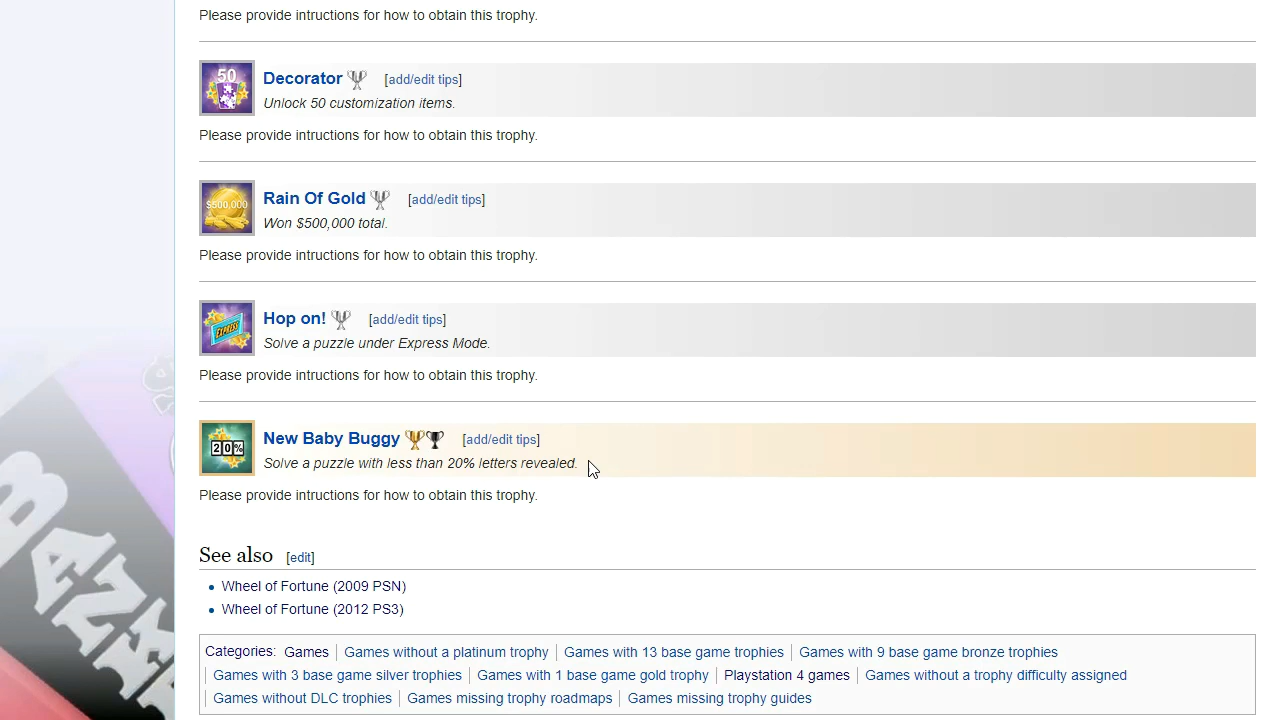 Please provide intructions for how to obtain this trophy.
50
Decorator [add/edit tips]
Unlock 50 customization items.
Please provide intructions for how to obtain this trophy.
$500,000
Rain Of Gold [add/edit tips]
Won $500,000 total.
Please provide intructions for how to obtain this trophy.
EXPRESS
Hop on! [add/edit tips]
Solve a puzzle under Express Mode.
Please provide intructions for how to obtain this trophy.
20%
New Baby Buggy [add/edit tips]
Solve a puzzle with less than 20% letters revealed.
Please provide intructions for how to obtain this trophy.
See also [edit]
Wheel of Fortune (2009 PSN)
Wheel of Fortune (2012 PS3)
Categories: Games | Games without a platinum trophy | Games with 13 base game trophies | Games with 9 base game bronze trophies
| Games with 3 base game silver trophies | Games with 1 base game gold trophy | Playstation 4 games | Games without a trophy difficulty assigned
| Games without DLC trophies | Games missing trophy roadmaps | Games missing trophy guides